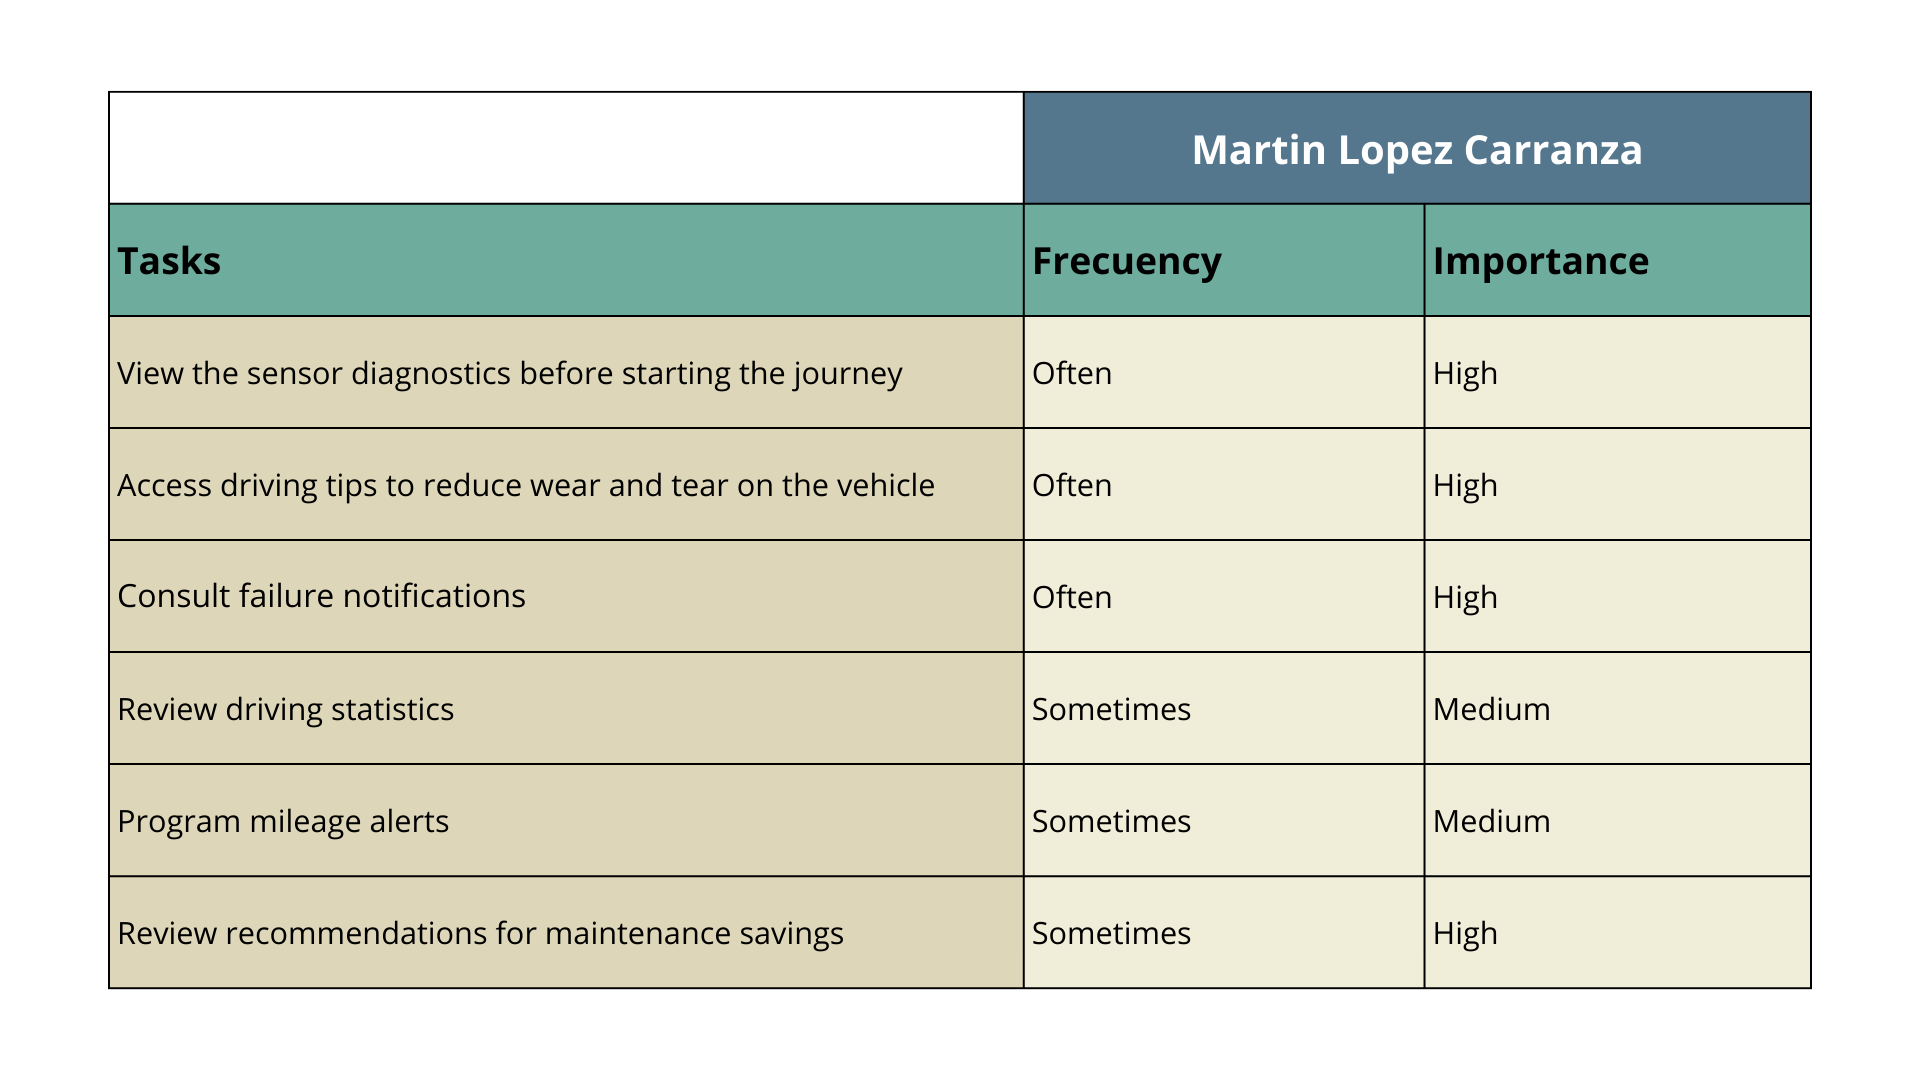 Martin Lopez Carranza
Tasks Frecuency Importance
View the sensor diagnostics before starting the journey Often High
Access driving tips to reduce wear and tear on the vehicle Often High
Consult failure notifications Often High
Review driving statistics Sometimes Medium
Program mileage alerts Sometimes Medium
Review recommendations for maintenance savings Sometimes High